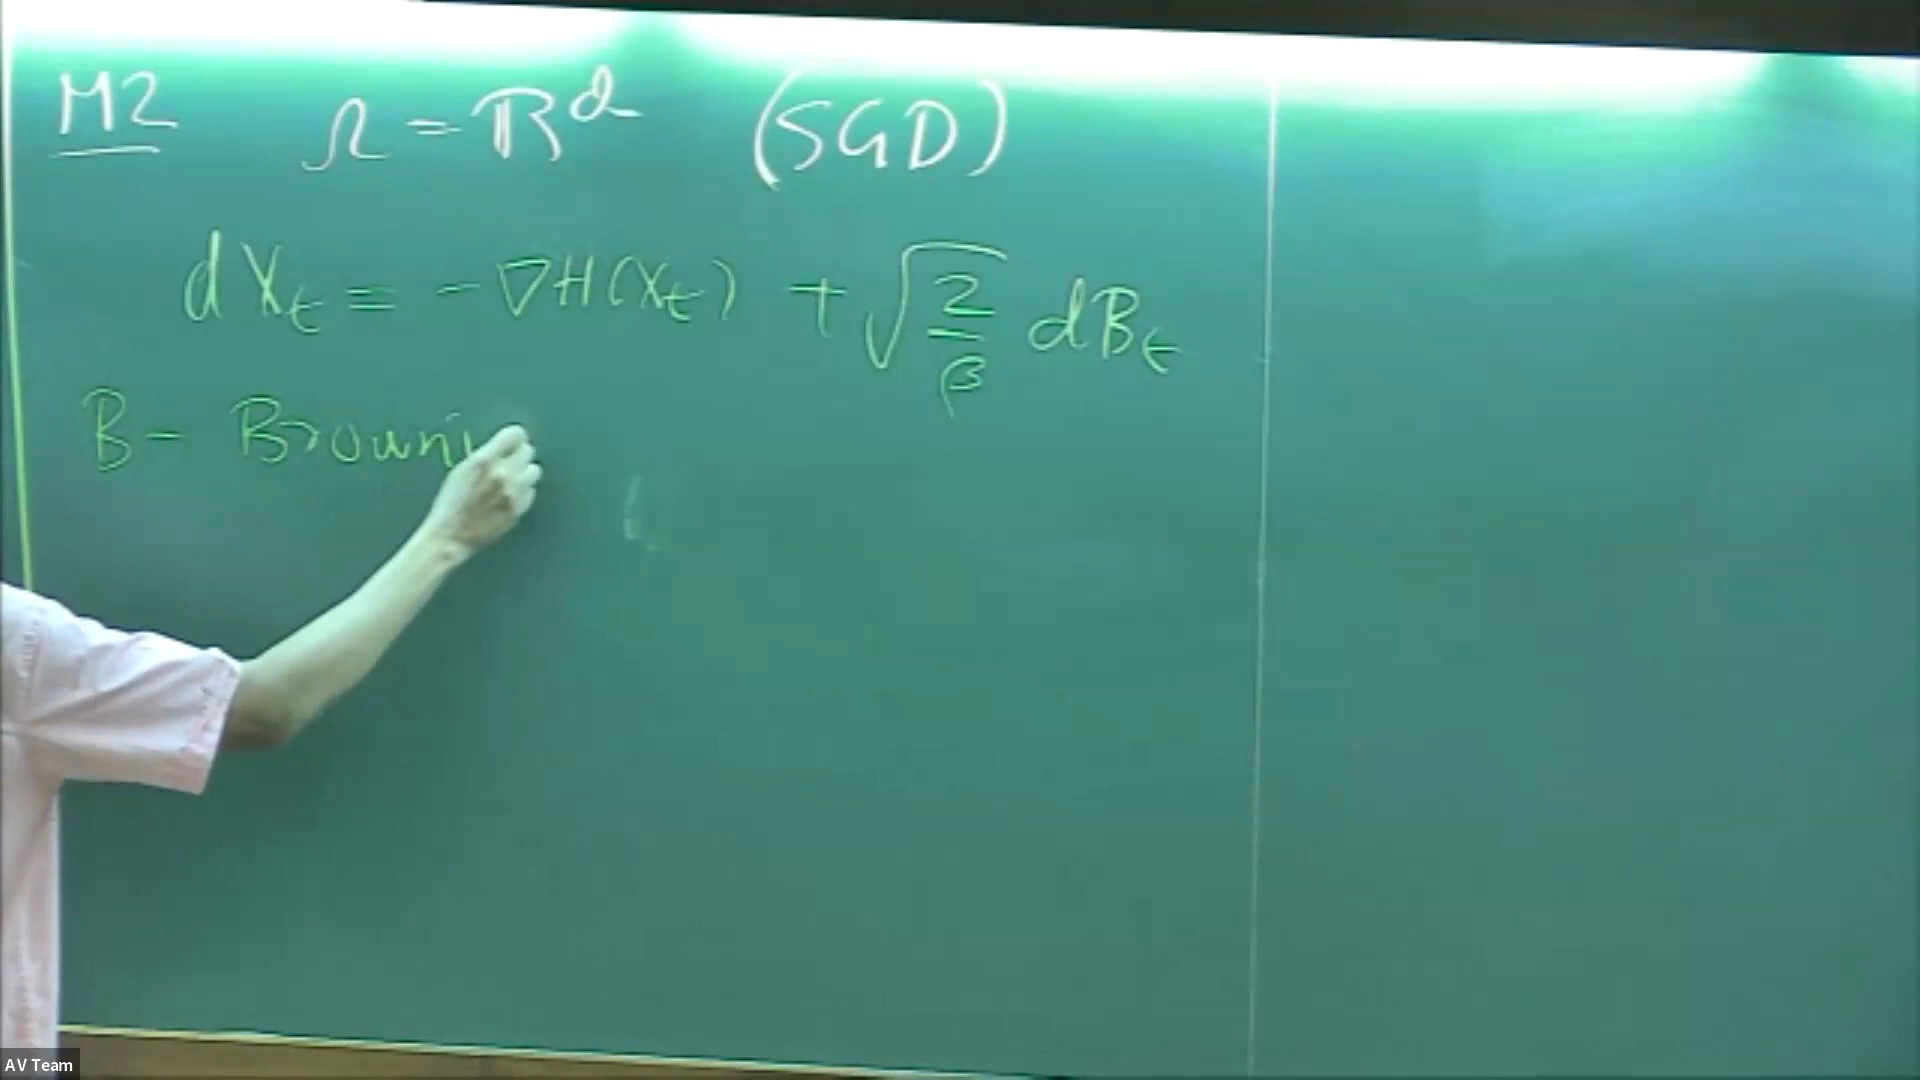 M2 Ω = ℝ^d (SGD)
dX_t = - ∇H(X_t) + √(2/β) dB_t
B - Browni
AV Team